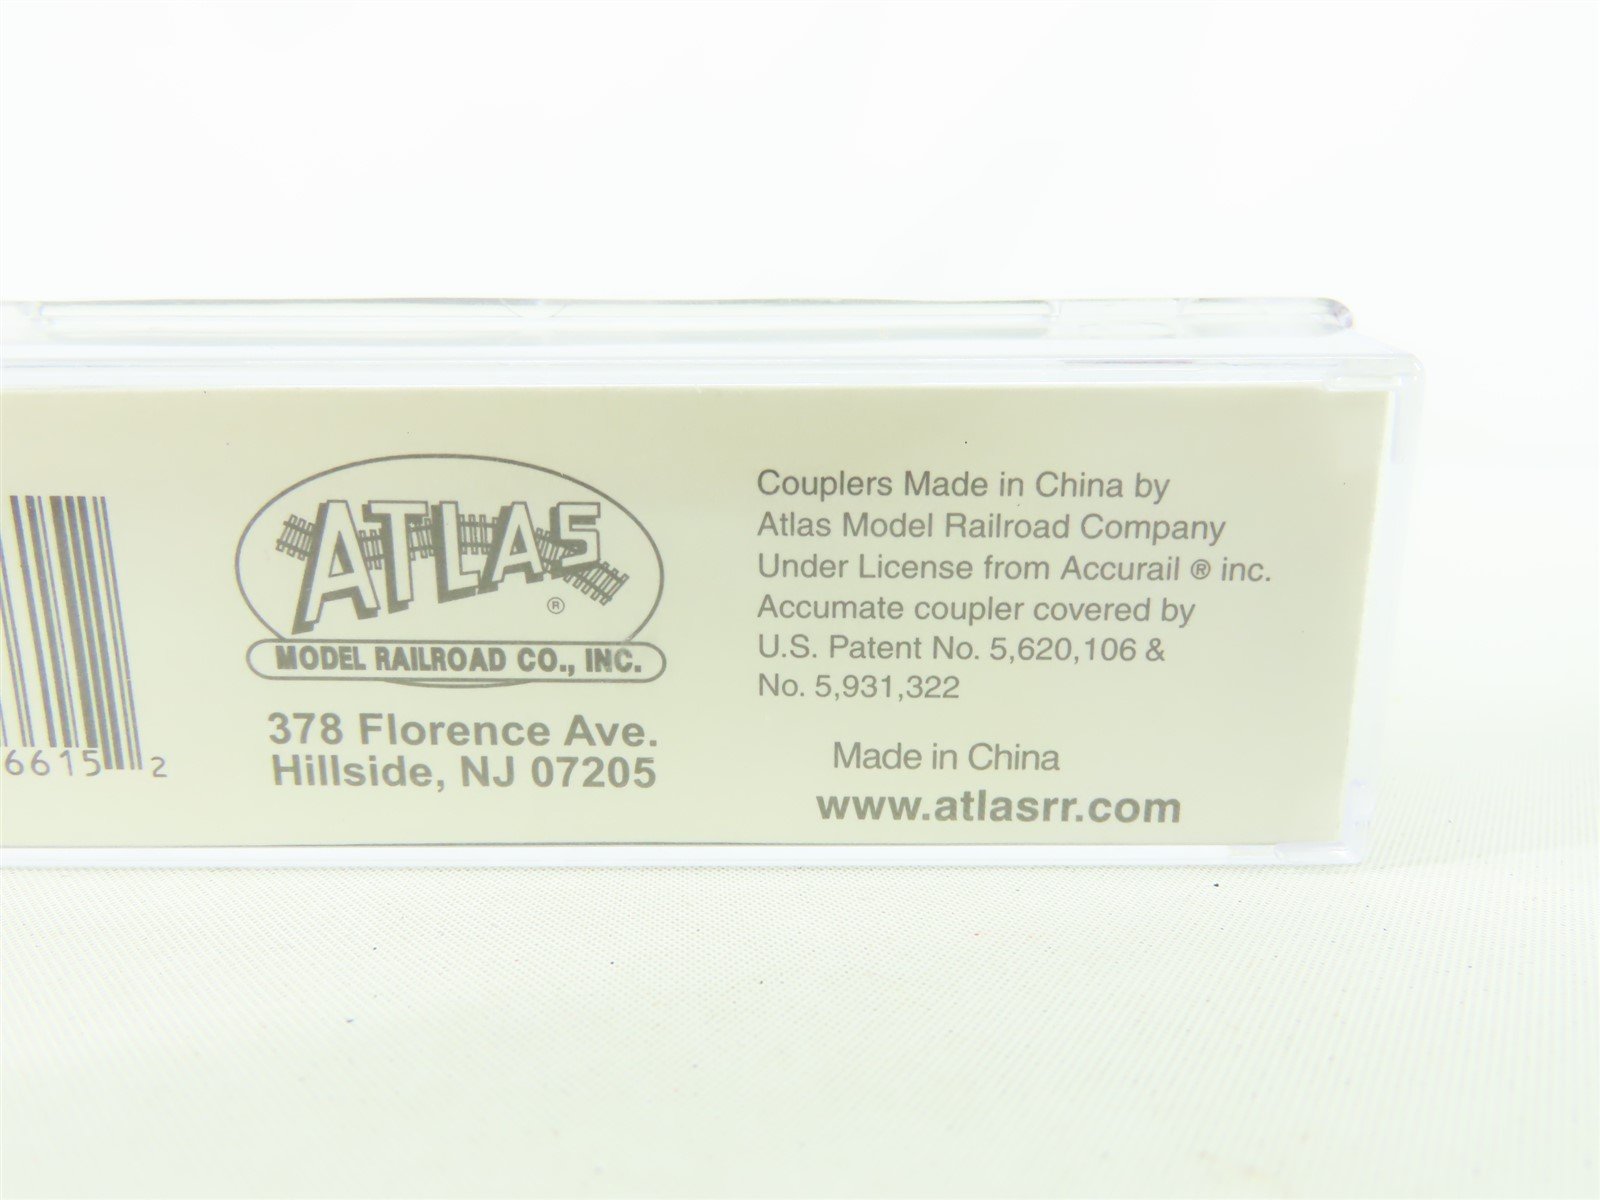 66152
ATLAS ®
MODEL RAILROAD CO., INC.
378 Florence Ave.
Hillside, NJ 07205
Couplers Made in China by
Atlas Model Railroad Company
Under License from Accurail ® inc.
Accumate coupler covered by
U.S. Patent No. 5,620,106 &
No. 5,931,322
Made in China
www.atlasrr.com